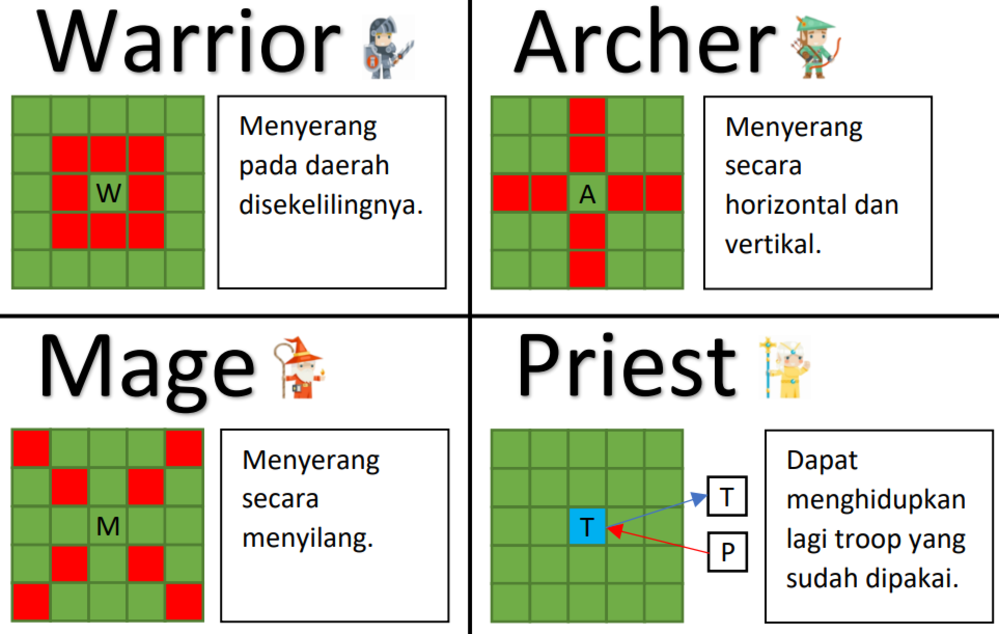 Warrior
W
Menyerang
pada daerah
disekelilingnya.
Archer
A
Menyerang
secara
horizontal dan
vertikal.
Mage
M
Menyerang
secara
menyilang.
Priest
T
T
P
Dapat
menghidupkan
lagi troop yang
sudah dipakai.